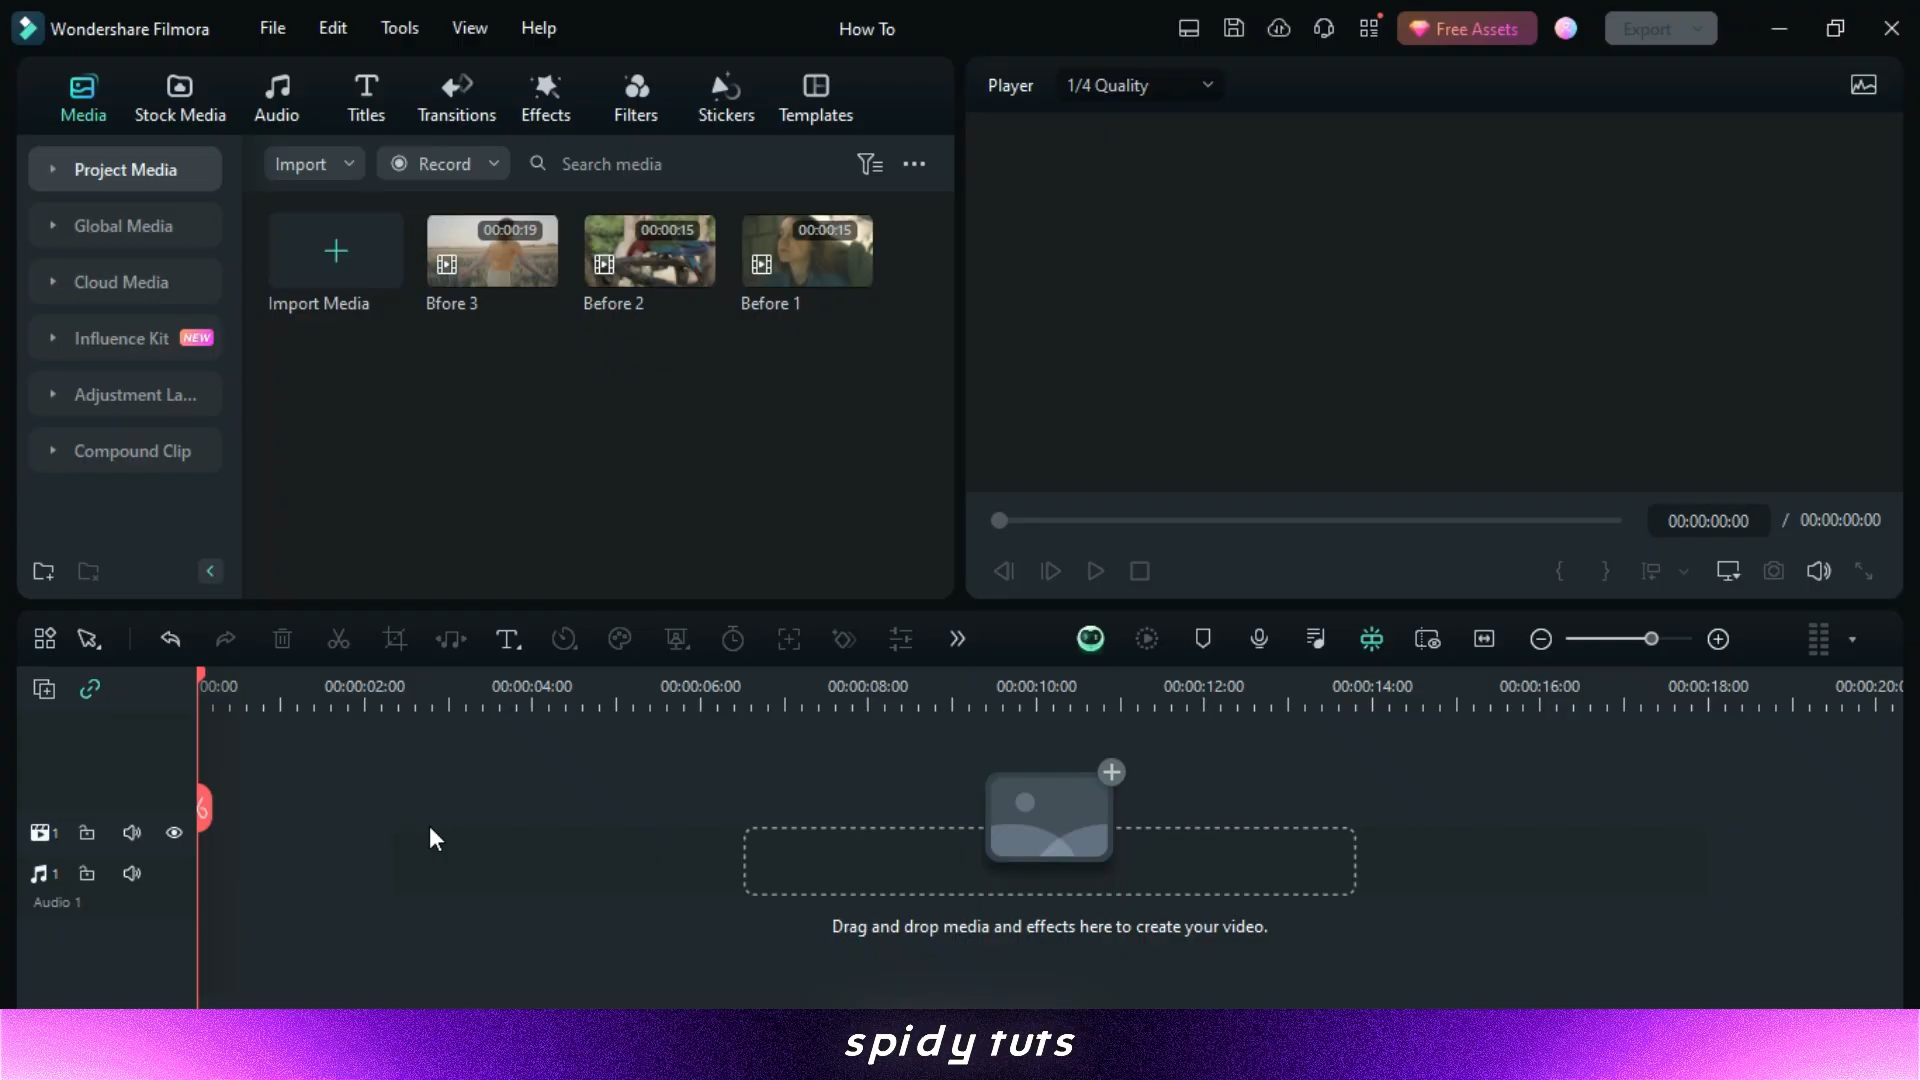 Wondershare Filmora
File
Edit
Tools
View
Help
How To
Free Assets
Export
Media
Stock Media
Audio
Titles
Transitions
Effects
Filters
Stickers
Templates
Player
1/4 Quality
Project Media
Global Media
Cloud Media
Influence Kit NEW
Adjustment La...
Compound Clip
Import
Record
Search media
00:00:19
00:00:15
00:00:15
Import Media
Bfore 3
Before 2
Before 1
00:00:00:00 / 00:00:00:00
00:00
00:00:02:00
00:00:04:00
00:00:06:00
00:00:08:00
00:00:10:00
00:00:12:00
00:00:14:00
00:00:16:00
00:00:18:00
00:00:20:0
1
1
Audio 1
Drag and drop media and effects here to create your video.
spidy tuts